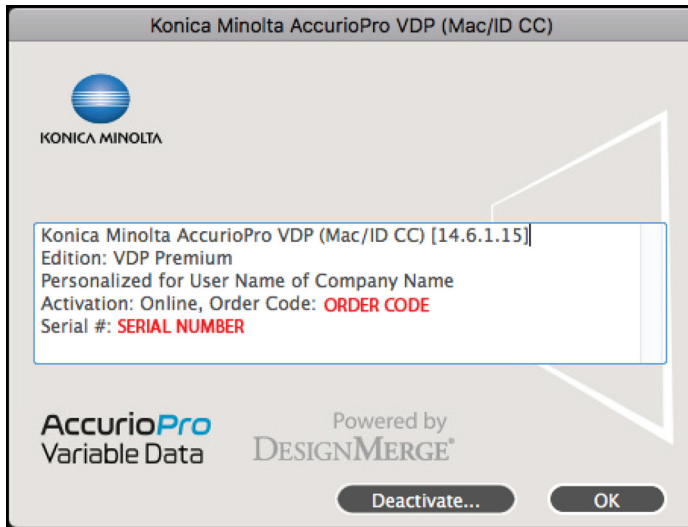 Konica Minolta AccurioPro VDP (Mac/ID CC)
KONICA MINOLTA
Konica Minolta AccurioPro VDP (Mac/ID CC) [14.6.1.15]
Edition: VDP Premium
Personalized for User Name of Company Name
Activation: Online, Order Code: ORDER CODE
Serial #: SERIAL NUMBER
AccurioPro
Variable Data
Powered by
DESIGNMERGE®
Deactivate...
OK